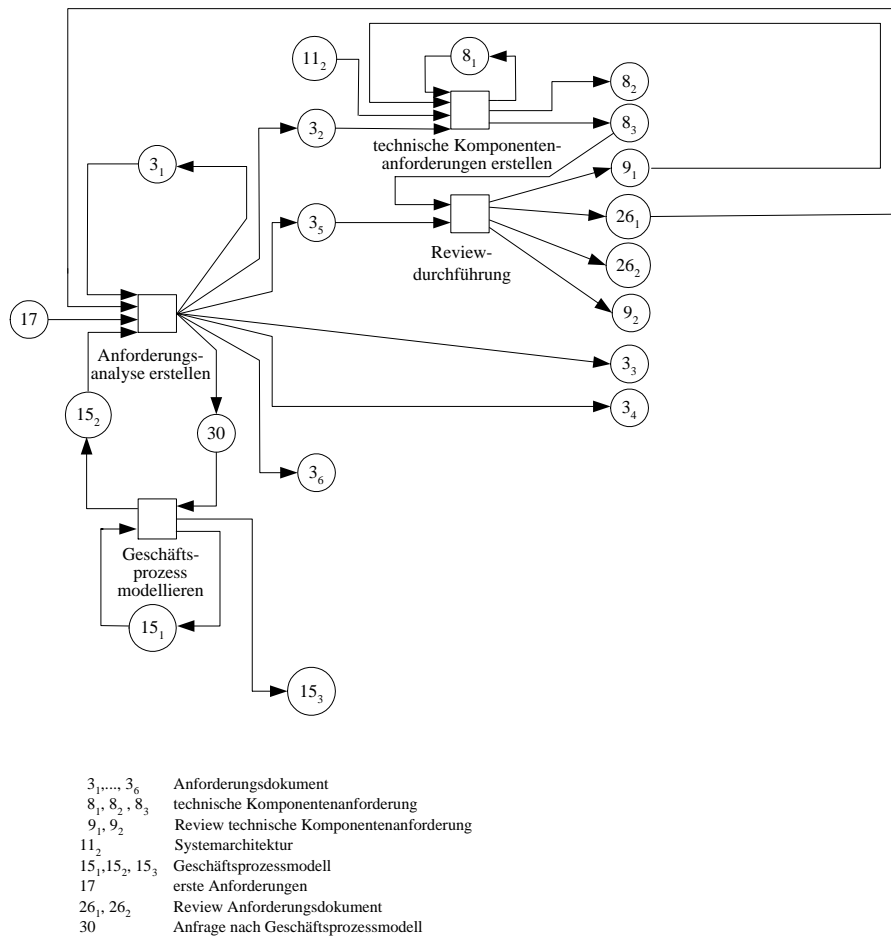 11₂
8₁
8₂
8₃
technische Komponenten-
anforderungen erstellen
3₂
3₁
9₁
3₅
26₁
Review-
durchführung
26₂
9₂
17
Anforderungs-
analyse erstellen
3₃
3₄
15₂
30
3₆
Geschäfts-
prozess
modellieren
15₁
15₃
3₁,..., 3₆ Anforderungsdokument
8₁, 8₂ , 8₃ technische Komponentenanforderung
9₁, 9₂ Review technische Komponentenanforderung
11₂ Systemarchitektur
15₁,15₂, 15₃ Geschäftsprozessmodell
17 erste Anforderungen
26₁, 26₂ Review Anforderungsdokument
30 Anfrage nach Geschäftsprozessmodell